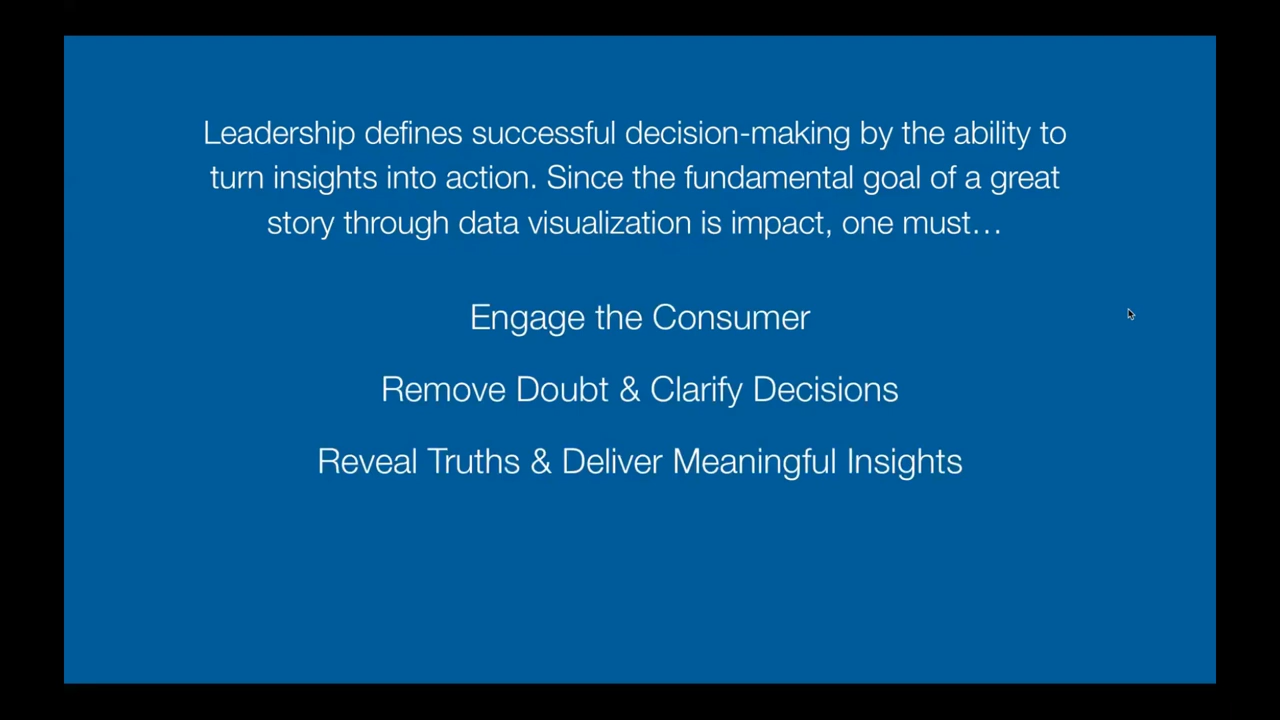 Leadership defines successful decision-making by the ability to
turn insights into action. Since the fundamental goal of a great
story through data visualization is impact, one must…
Engage the Consumer
Remove Doubt & Clarify Decisions
Reveal Truths & Deliver Meaningful Insights